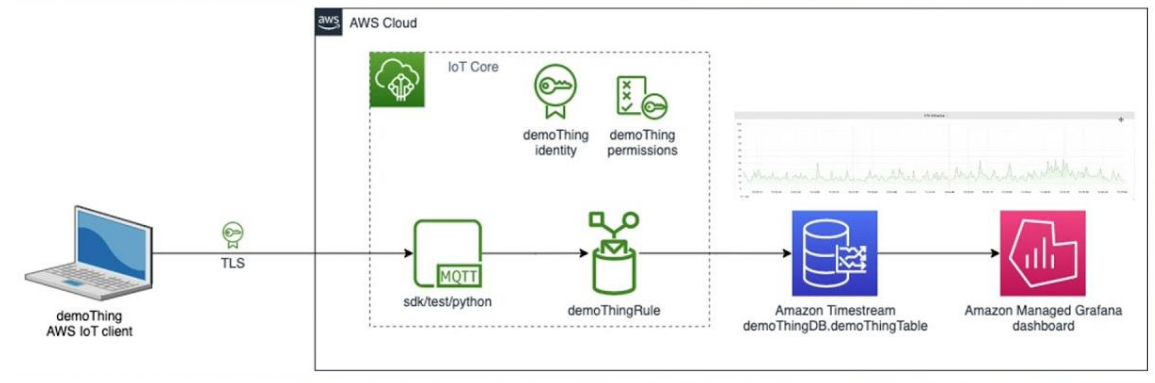 aws
AWS Cloud
IoT Core
demoThing
identity
demoThing
permissions
TLS
MQTT
sdk/test/python
demoThingRule
demoThing
AWS IoT client
Amazon Timestream
demoThingDB.demoThingTable
Amazon Managed Grafana
dashboard